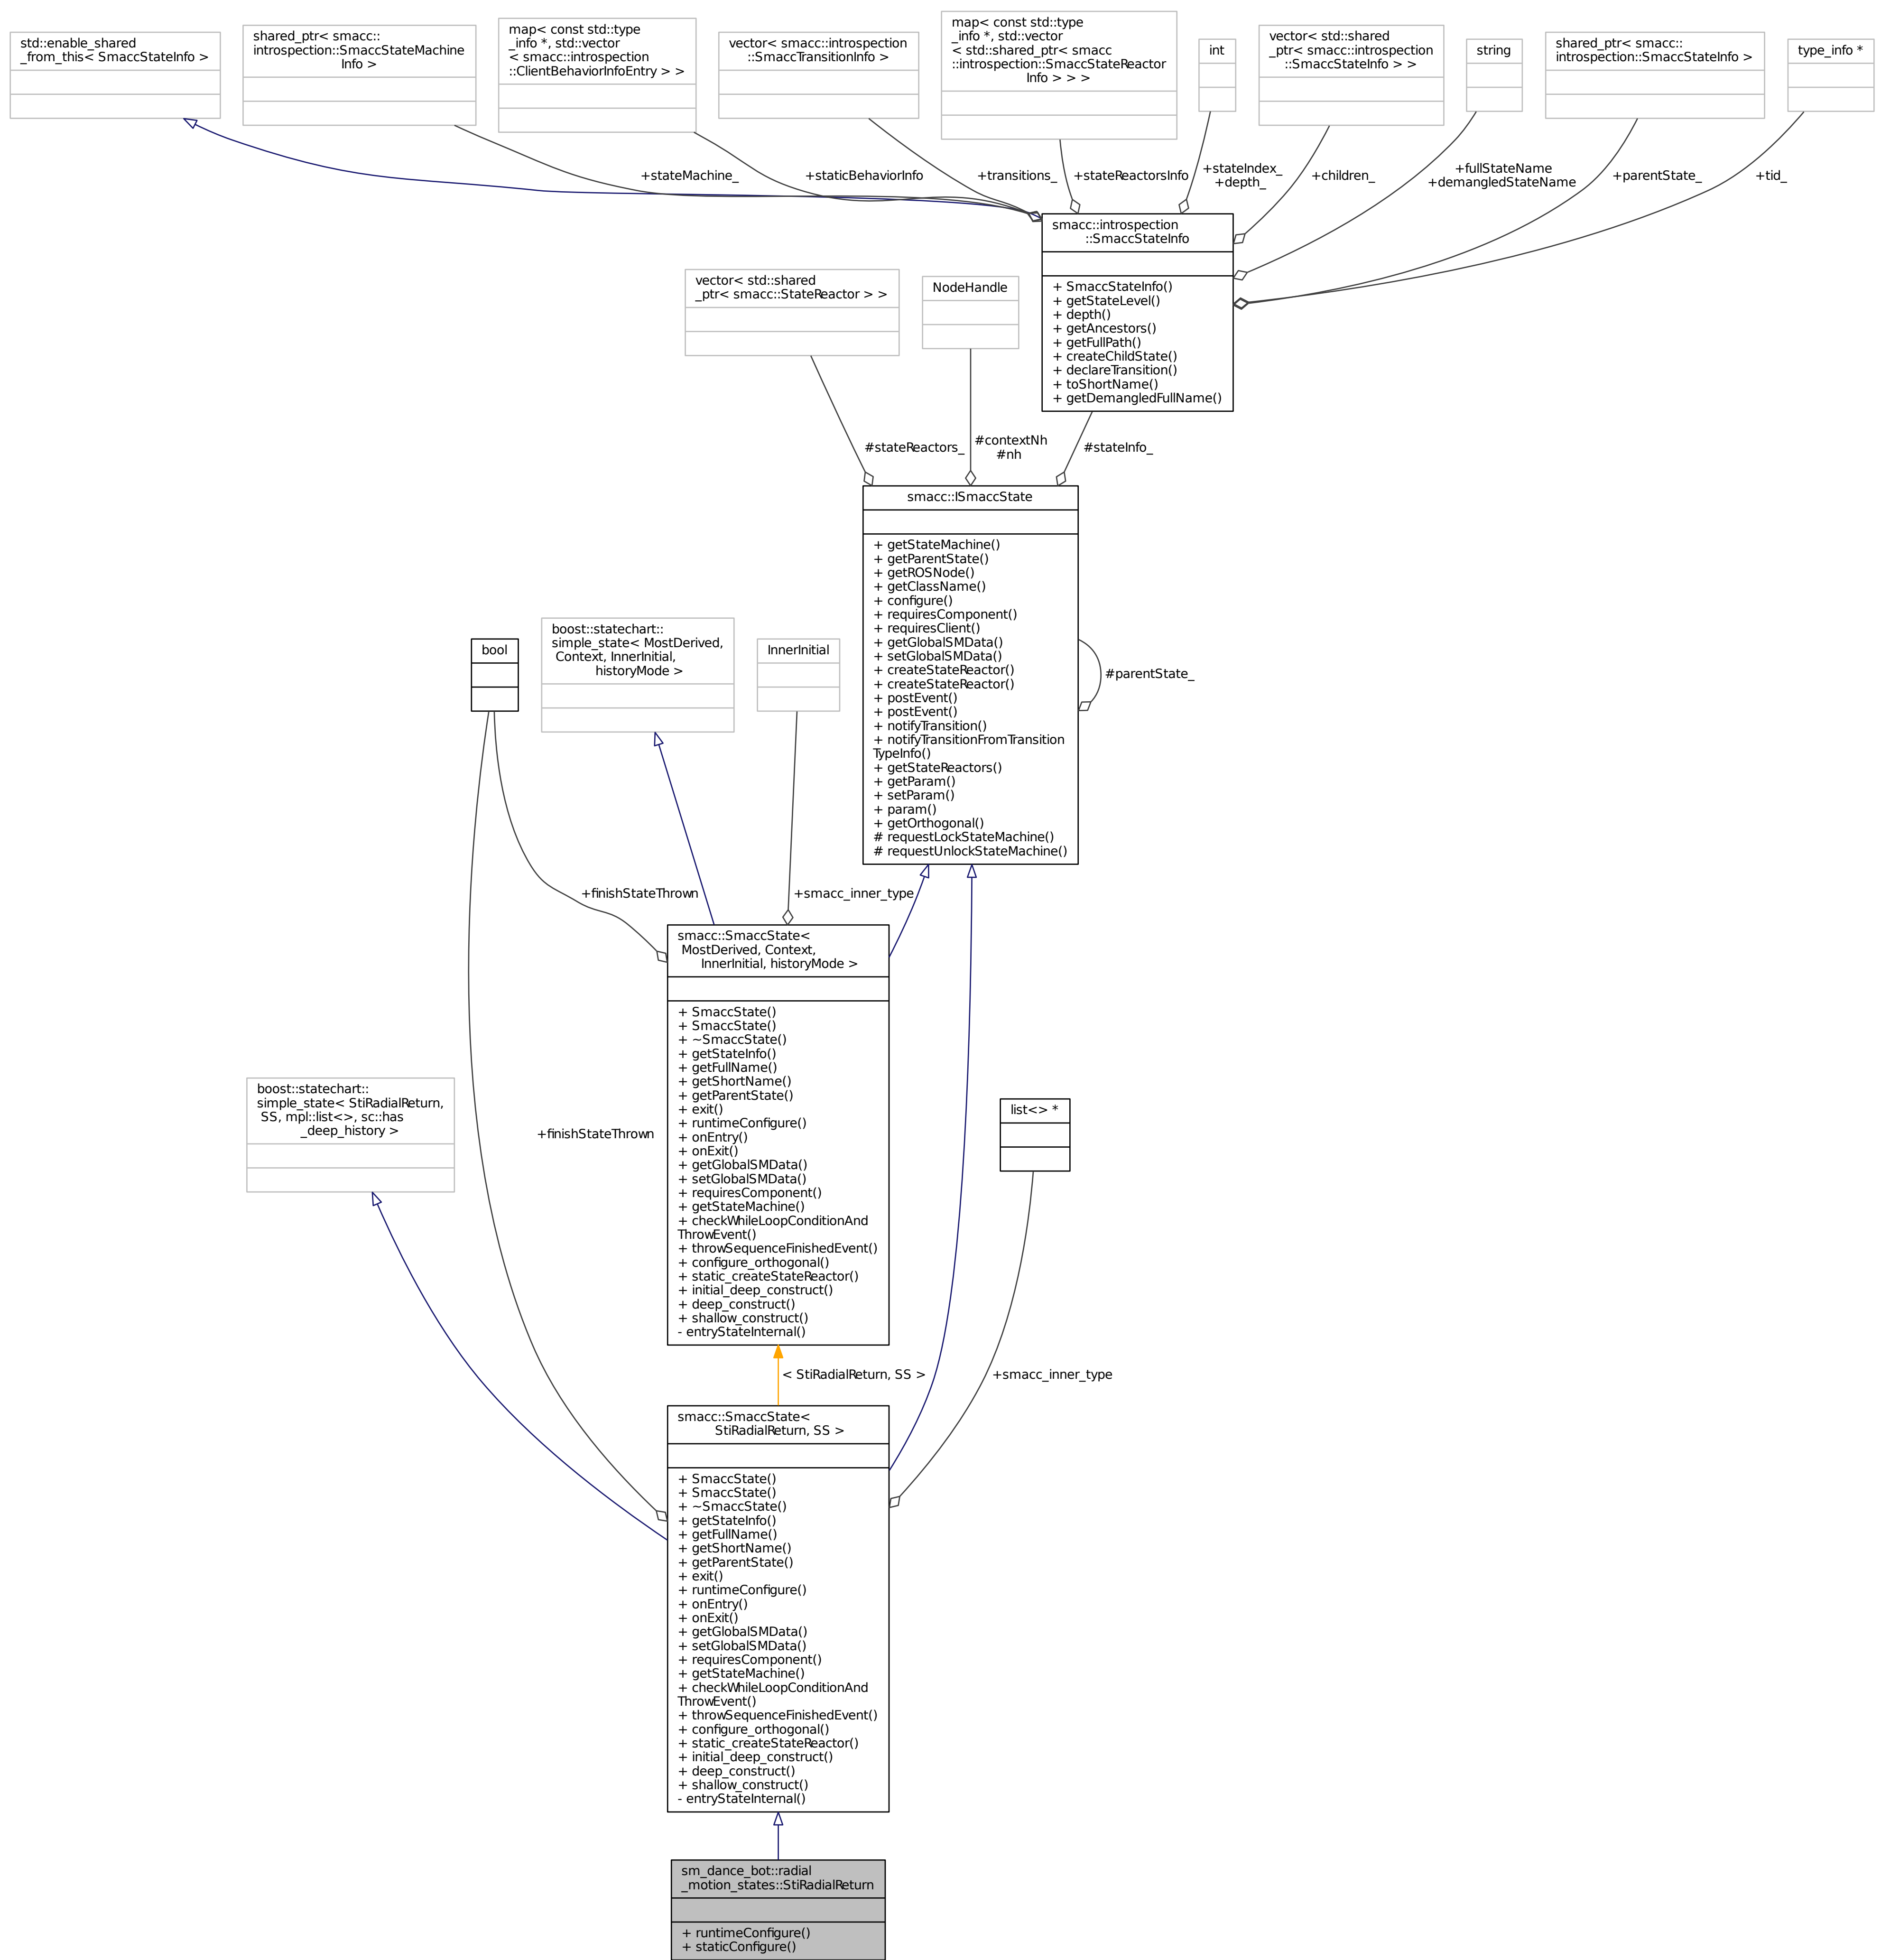 std::enable_shared
_from_this< SmaccStateInfo >
shared_ptr< smacc::
introspection::SmaccStateMachine
Info >
map< const std::type
_info *, std::vector
< smacc::introspection
::ClientBehaviorInfoEntry > >
vector< smacc::introspection
::SmaccTransitionInfo >
map< const std::type
_info *, std::vector
< std::shared_ptr< smacc
::introspection::SmaccStateReactor
Info > > >
int
vector< std::shared
_ptr< smacc::introspection
::SmaccStateInfo > >
string
shared_ptr< smacc::
introspection::SmaccStateInfo >
type_info *
+stateMachine_
+staticBehaviorInfo
+transitions_
+stateReactorsInfo
+stateIndex_
+depth_
+children_
+fullStateName
+demangledStateName
+parentState_
+tid_
smacc::introspection
::SmaccStateInfo
+ SmaccStateInfo()
+ getStateLevel()
+ depth()
+ getAncestors()
+ getFullPath()
+ createChildState()
+ declareTransition()
+ toShortName()
+ getDemangledFullName()
vector< std::shared
_ptr< smacc::StateReactor > >
NodeHandle
#stateReactors_
#contextNh
#nh
#stateInfo_
smacc::ISmaccState
+ getStateMachine()
+ getParentState()
+ getROSNode()
+ getClassName()
+ configure()
+ requiresComponent()
+ requiresClient()
+ getGlobalSMData()
+ setGlobalSMData()
+ createStateReactor()
+ createStateReactor()
+ postEvent()
+ postEvent()
+ notifyTransition()
+ notifyTransitionFromTransition
TypeInfo()
+ getStateReactors()
+ getParam()
+ setParam()
+ param()
+ getOrthogonal()
# requestLockStateMachine()
# requestUnlockStateMachine()
#parentState_
bool
boost::statechart::
simple_state< MostDerived,
Context, InnerInitial,
historyMode >
InnerInitial
+finishStateThrown
+smacc_inner_type
smacc::SmaccState<
MostDerived, Context,
InnerInitial, historyMode >
+ SmaccState()
+ SmaccState()
+ ~SmaccState()
+ getStateInfo()
+ getFullName()
+ getShortName()
+ getParentState()
+ exit()
+ runtimeConfigure()
+ onEntry()
+ onExit()
+ getGlobalSMData()
+ setGlobalSMData()
+ requiresComponent()
+ getStateMachine()
+ checkWhileLoopConditionAnd
ThrowEvent()
+ throwSequenceFinishedEvent()
+ configure_orthogonal()
+ static_createStateReactor()
+ initial_deep_construct()
+ deep_construct()
+ shallow_construct()
- entryStateInternal()
boost::statechart::
simple_state< StiRadialReturn,
SS, mpl::list<>, sc::has
_deep_history >
+finishStateThrown
list<> *
< StiRadialReturn, SS >
+smacc_inner_type
smacc::SmaccState<
StiRadialReturn, SS >
+ SmaccState()
+ SmaccState()
+ ~SmaccState()
+ getStateInfo()
+ getFullName()
+ getShortName()
+ getParentState()
+ exit()
+ runtimeConfigure()
+ onEntry()
+ onExit()
+ getGlobalSMData()
+ setGlobalSMData()
+ requiresComponent()
+ getStateMachine()
+ checkWhileLoopConditionAnd
ThrowEvent()
+ throwSequenceFinishedEvent()
+ configure_orthogonal()
+ static_createStateReactor()
+ initial_deep_construct()
+ deep_construct()
+ shallow_construct()
- entryStateInternal()
sm_dance_bot::radial
_motion_states::StiRadialReturn
+ runtimeConfigure()
+ staticConfigure()